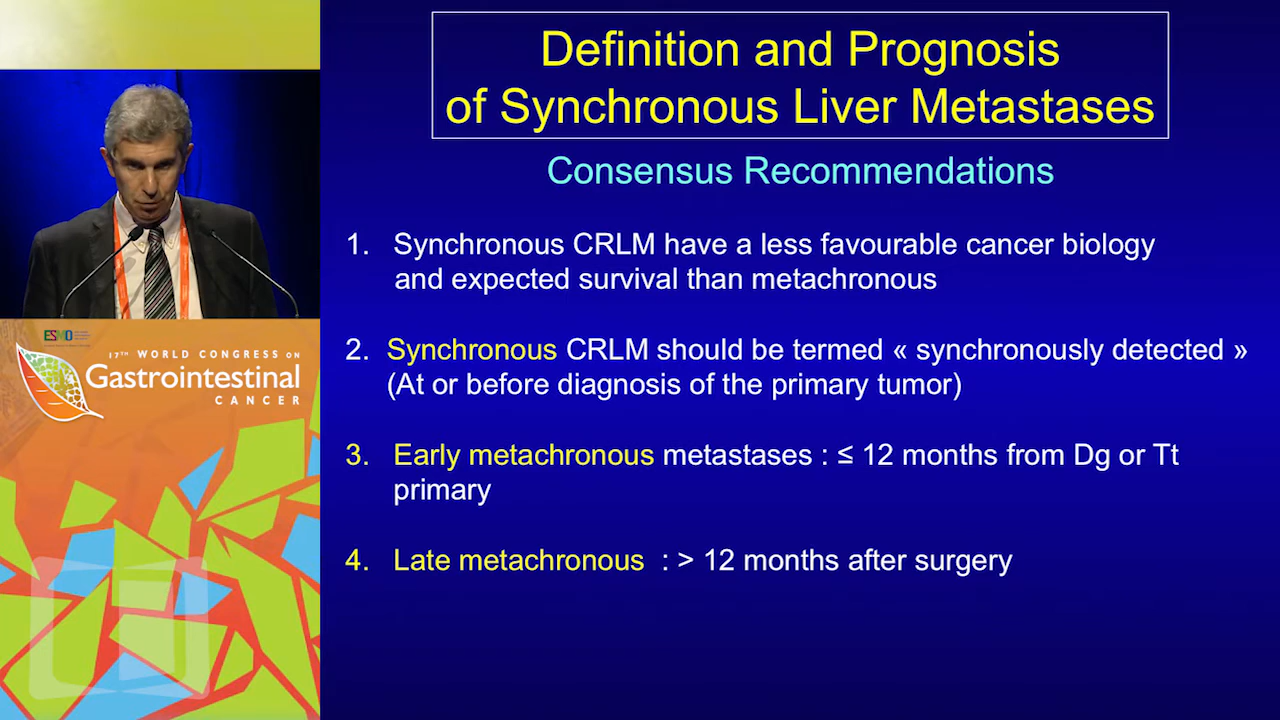 Definition and Prognosis
of Synchronous Liver Metastases
Consensus Recommendations
1. Synchronous CRLM have a less favourable cancer biology
and expected survival than metachronous
2. Synchronous CRLM should be termed « synchronously detected »
(At or before diagnosis of the primary tumor)
3. Early metachronous metastases : ≤ 12 months from Dg or Tt
primary
4. Late metachronous : > 12 months after surgery
ESMO
17TH WORLD CONGRESS ON
Gastrointestinal
CANCER